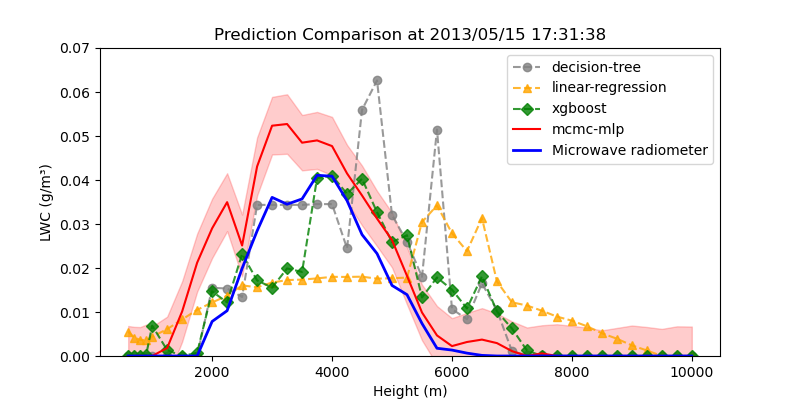 Prediction Comparison at 2013/05/15 17:31:38
0.07
0.06
0.05
0.04
0.03
0.02
0.01
0.00
LWC (g/m³)
decision-tree
linear-regression
xgboost
mcmc-mlp
Microwave radiometer
2000 4000 6000 8000 10000
Height (m)